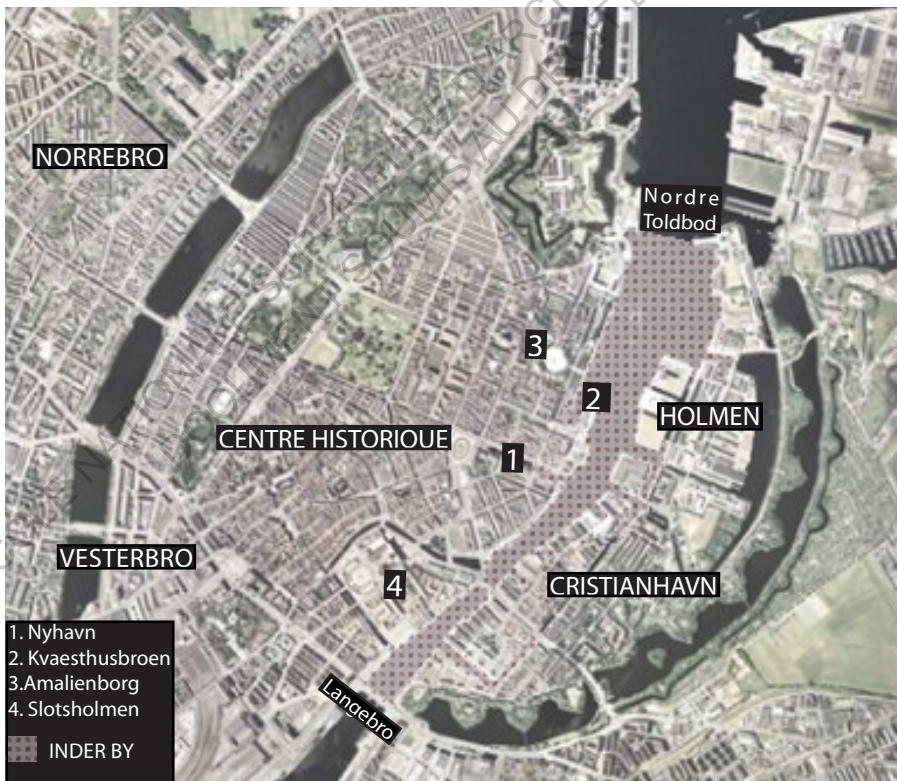 NORREBRO
Nordre
Toldbod
3
2
HOLMEN
CENTRE HISTORIOUE
1
VESTERBRO
4
CRISTIANHAVN
1. Nyhavn
2. Kvaesthusbroen
3.Amalienborg
4. Slotsholmen
INDER BY
Langebro